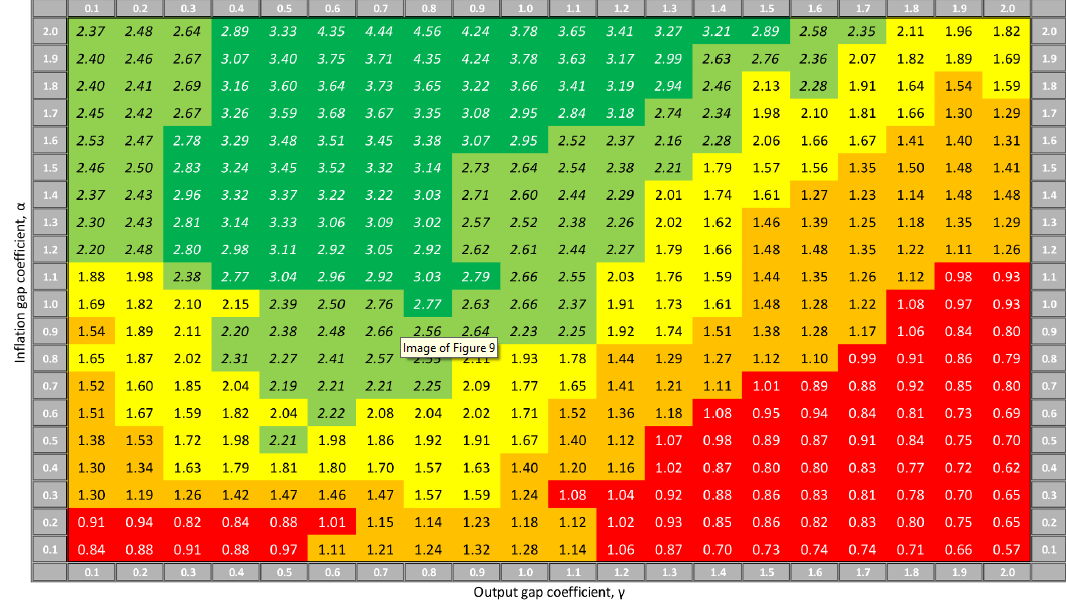 0.1 0.2 0.3 0.4 0.5 0.6 0.7 0.8 0.9 1.0 1.1 1.2 1.3 1.4 1.5 1.6 1.7 1.8 1.9 2.0
2.0 2.37 2.48 2.64 2.89 3.33 4.35 4.44 4.56 4.24 3.78 3.65 3.41 3.27 3.21 2.89 2.58 2.35 2.11 1.96 1.82 2.0
1.9 2.40 2.46 2.67 3.07 3.40 3.75 3.71 4.35 4.24 3.78 3.63 3.17 2.99 2.63 2.76 2.36 2.07 1.82 1.89 1.69 1.9
1.8 2.40 2.41 2.69 3.16 3.60 3.64 3.73 3.65 3.22 3.66 3.41 3.19 2.94 2.46 2.13 2.28 1.91 1.64 1.54 1.59 1.8
1.7 2.45 2.42 2.67 3.26 3.59 3.68 3.67 3.35 3.08 2.95 2.84 3.18 2.74 2.34 1.98 2.10 1.81 1.66 1.30 1.29 1.7
1.6 2.53 2.47 2.78 3.29 3.48 3.51 3.45 3.38 3.07 2.95 2.52 2.37 2.16 2.28 2.06 1.66 1.67 1.41 1.40 1.31 1.6
1.5 2.46 2.50 2.83 3.24 3.45 3.52 3.32 3.14 2.73 2.64 2.54 2.38 2.21 1.79 1.57 1.56 1.35 1.50 1.48 1.41 1.5
1.4 2.37 2.43 2.96 3.32 3.37 3.22 3.22 3.03 2.71 2.60 2.44 2.29 2.01 1.74 1.61 1.27 1.23 1.14 1.48 1.48 1.4
1.3 2.30 2.43 2.81 3.14 3.33 3.06 3.09 3.02 2.57 2.52 2.38 2.26 2.02 1.62 1.46 1.39 1.25 1.18 1.35 1.29 1.3
1.2 2.20 2.48 2.80 2.98 3.11 2.92 3.05 2.92 2.62 2.61 2.44 2.27 1.79 1.66 1.48 1.48 1.35 1.22 1.11 1.26 1.2
1.1 1.88 1.98 2.38 2.77 3.04 2.96 2.92 3.03 2.79 2.66 2.55 2.03 1.76 1.59 1.44 1.35 1.26 1.12 0.98 0.93 1.1
1.0 1.69 1.82 2.10 2.15 2.39 2.50 2.76 2.77 2.63 2.66 2.37 1.91 1.73 1.61 1.48 1.28 1.22 1.08 0.97 0.93 1.0
0.9 1.54 1.89 2.11 2.20 2.38 2.48 2.66 2.56 2.64 2.23 2.25 1.92 1.74 1.51 1.38 1.28 1.17 1.06 0.84 0.80 0.9
Image of Figure 9
0.8 1.65 1.87 2.02 2.31 2.27 2.41 2.57 2.11 1.93 1.78 1.44 1.29 1.27 1.12 1.10 0.99 0.91 0.86 0.79 0.8
0.7 1.52 1.60 1.85 2.04 2.19 2.21 2.21 2.25 2.09 1.77 1.65 1.41 1.21 1.11 1.01 0.89 0.88 0.92 0.85 0.80 0.7
0.6 1.51 1.67 1.59 1.82 2.04 2.22 2.08 2.04 2.02 1.71 1.52 1.36 1.18 1.08 0.95 0.94 0.84 0.81 0.73 0.69 0.6
0.5 1.38 1.53 1.72 1.98 2.21 1.98 1.86 1.92 1.91 1.67 1.40 1.12 1.07 0.98 0.89 0.87 0.91 0.84 0.75 0.70 0.5
0.4 1.30 1.34 1.63 1.79 1.81 1.80 1.70 1.57 1.63 1.40 1.20 1.16 1.02 0.87 0.80 0.80 0.83 0.77 0.72 0.62 0.4
0.3 1.30 1.19 1.26 1.42 1.47 1.46 1.47 1.57 1.59 1.24 1.08 1.04 0.92 0.88 0.86 0.83 0.81 0.78 0.70 0.65 0.3
0.2 0.91 0.94 0.82 0.84 0.88 1.01 1.15 1.14 1.23 1.18 1.12 1.02 0.93 0.85 0.86 0.82 0.83 0.80 0.75 0.65 0.2
0.1 0.84 0.88 0.91 0.88 0.97 1.11 1.21 1.24 1.32 1.28 1.14 1.06 0.87 0.70 0.73 0.74 0.74 0.71 0.66 0.57 0.1
0.1 0.2 0.3 0.4 0.5 0.6 0.7 0.8 0.9 1.0 1.1 1.2 1.3 1.4 1.5 1.6 1.7 1.8 1.9 2.0
Output gap coefficient, γ
Inflation gap coefficient, α